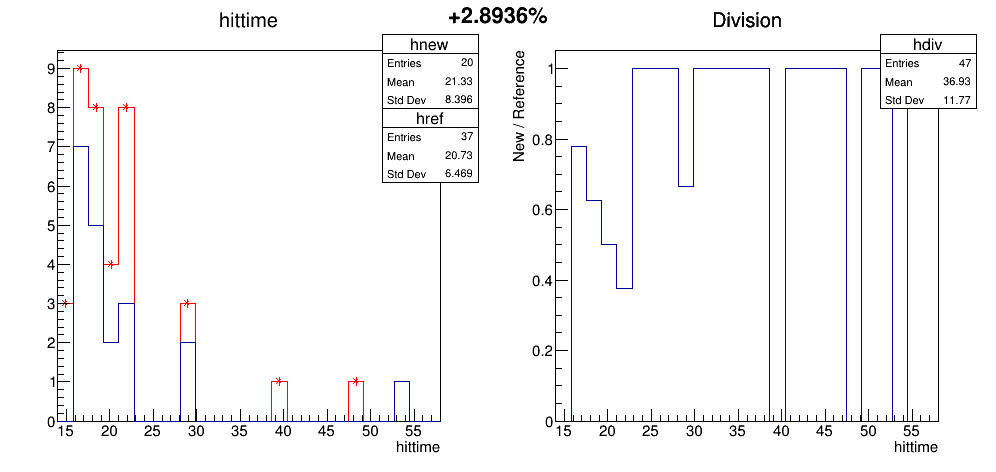 +2.8936%
hittime
hnew
Entries 20
Mean 21.33
Std Dev 8.396
href
Entries 37
Mean 20.73
Std Dev 6.469
9
8
7
6
5
4
3
2
1
0
15 20 25 30 35 40 45 50 55
hittime
Division
hdiv
Entries 47
Mean 36.93
Std Dev 11.77
New / Reference
1
0.8
0.6
0.4
0.2
0
15 20 25 30 35 40 45 50 55
hittime